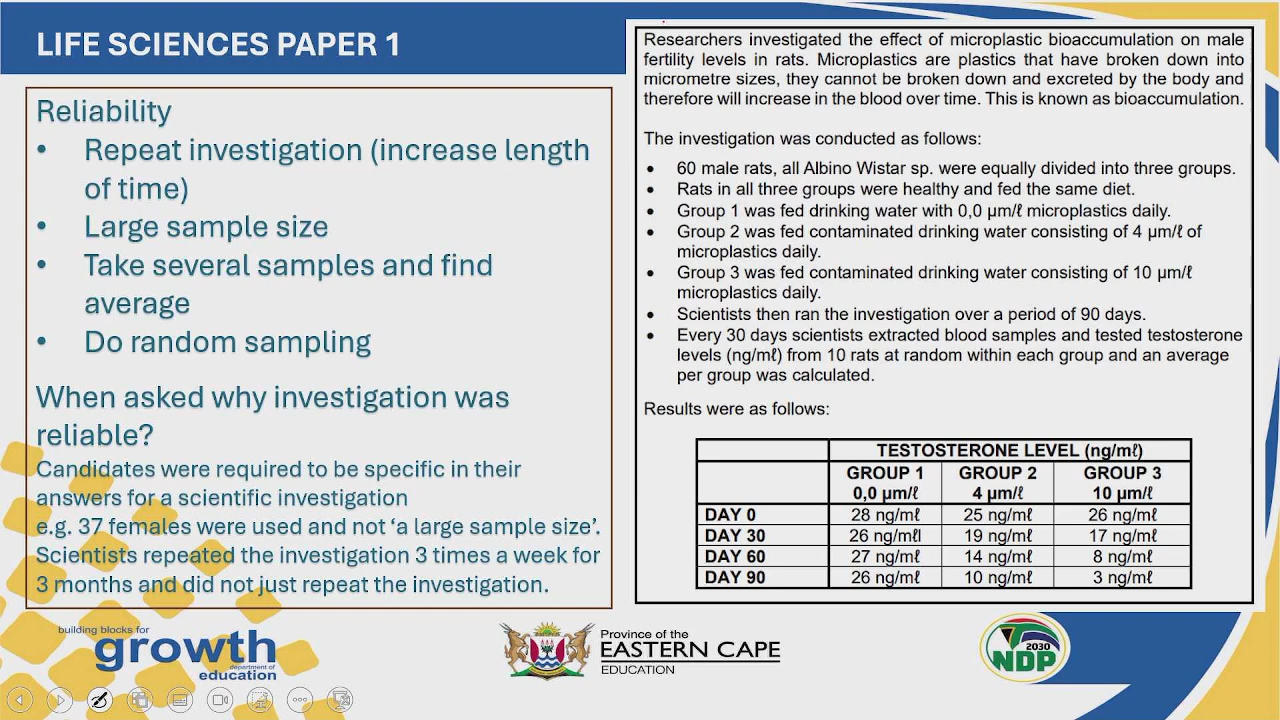 LIFE SCIENCES PAPER 1
Reliability
• Repeat investigation (increase length
of time)
• Large sample size
• Take several samples and find
average
• Do random sampling
When asked why investigation was
reliable?
Candidates were required to be specific in their
answers for a scientific investigation
e.g. 37 females were used and not ‘a large sample size’.
Scientists repeated the investigation 3 times a week for
3 months and did not just repeat the investigation.
Researchers investigated the effect of microplastic bioaccumulation on male
fertility levels in rats. Microplastics are plastics that have broken down into
micrometre sizes, they cannot be broken down and excreted by the body and
therefore will increase in the blood over time. This is known as bioaccumulation.
The investigation was conducted as follows:
• 60 male rats, all Albino Wistar sp. were equally divided into three groups.
• Rats in all three groups were healthy and fed the same diet.
• Group 1 was fed drinking water with 0,0 µm/ℓ microplastics daily.
• Group 2 was fed contaminated drinking water consisting of 4 µm/ℓ of
microplastics daily.
• Group 3 was fed contaminated drinking water consisting of 10 µm/ℓ
microplastics daily.
• Scientists then ran the investigation over a period of 90 days.
• Every 30 days scientists extracted blood samples and tested testosterone
levels (ng/mℓ) from 10 rats at random within each group and an average
per group was calculated.
Results were as follows:
TESTOSTERONE LEVEL (ng/mℓ)
GROUP 1 GROUP 2 GROUP 3
0,0 µm/ℓ 4 µm/ℓ 10 µm/ℓ
DAY 0 28 ng/mℓ 25 ng/mℓ 26 ng/mℓ
DAY 30 26 ng/mℓl 19 ng/mℓ 17 ng/mℓ
DAY 60 27 ng/mℓ 14 ng/mℓ 8 ng/mℓ
DAY 90 26 ng/mℓ 10 ng/mℓ 3 ng/mℓ
building blocks for
growth
department of
education
Province of the
EASTERN CAPE
EDUCATION
2030
NDP